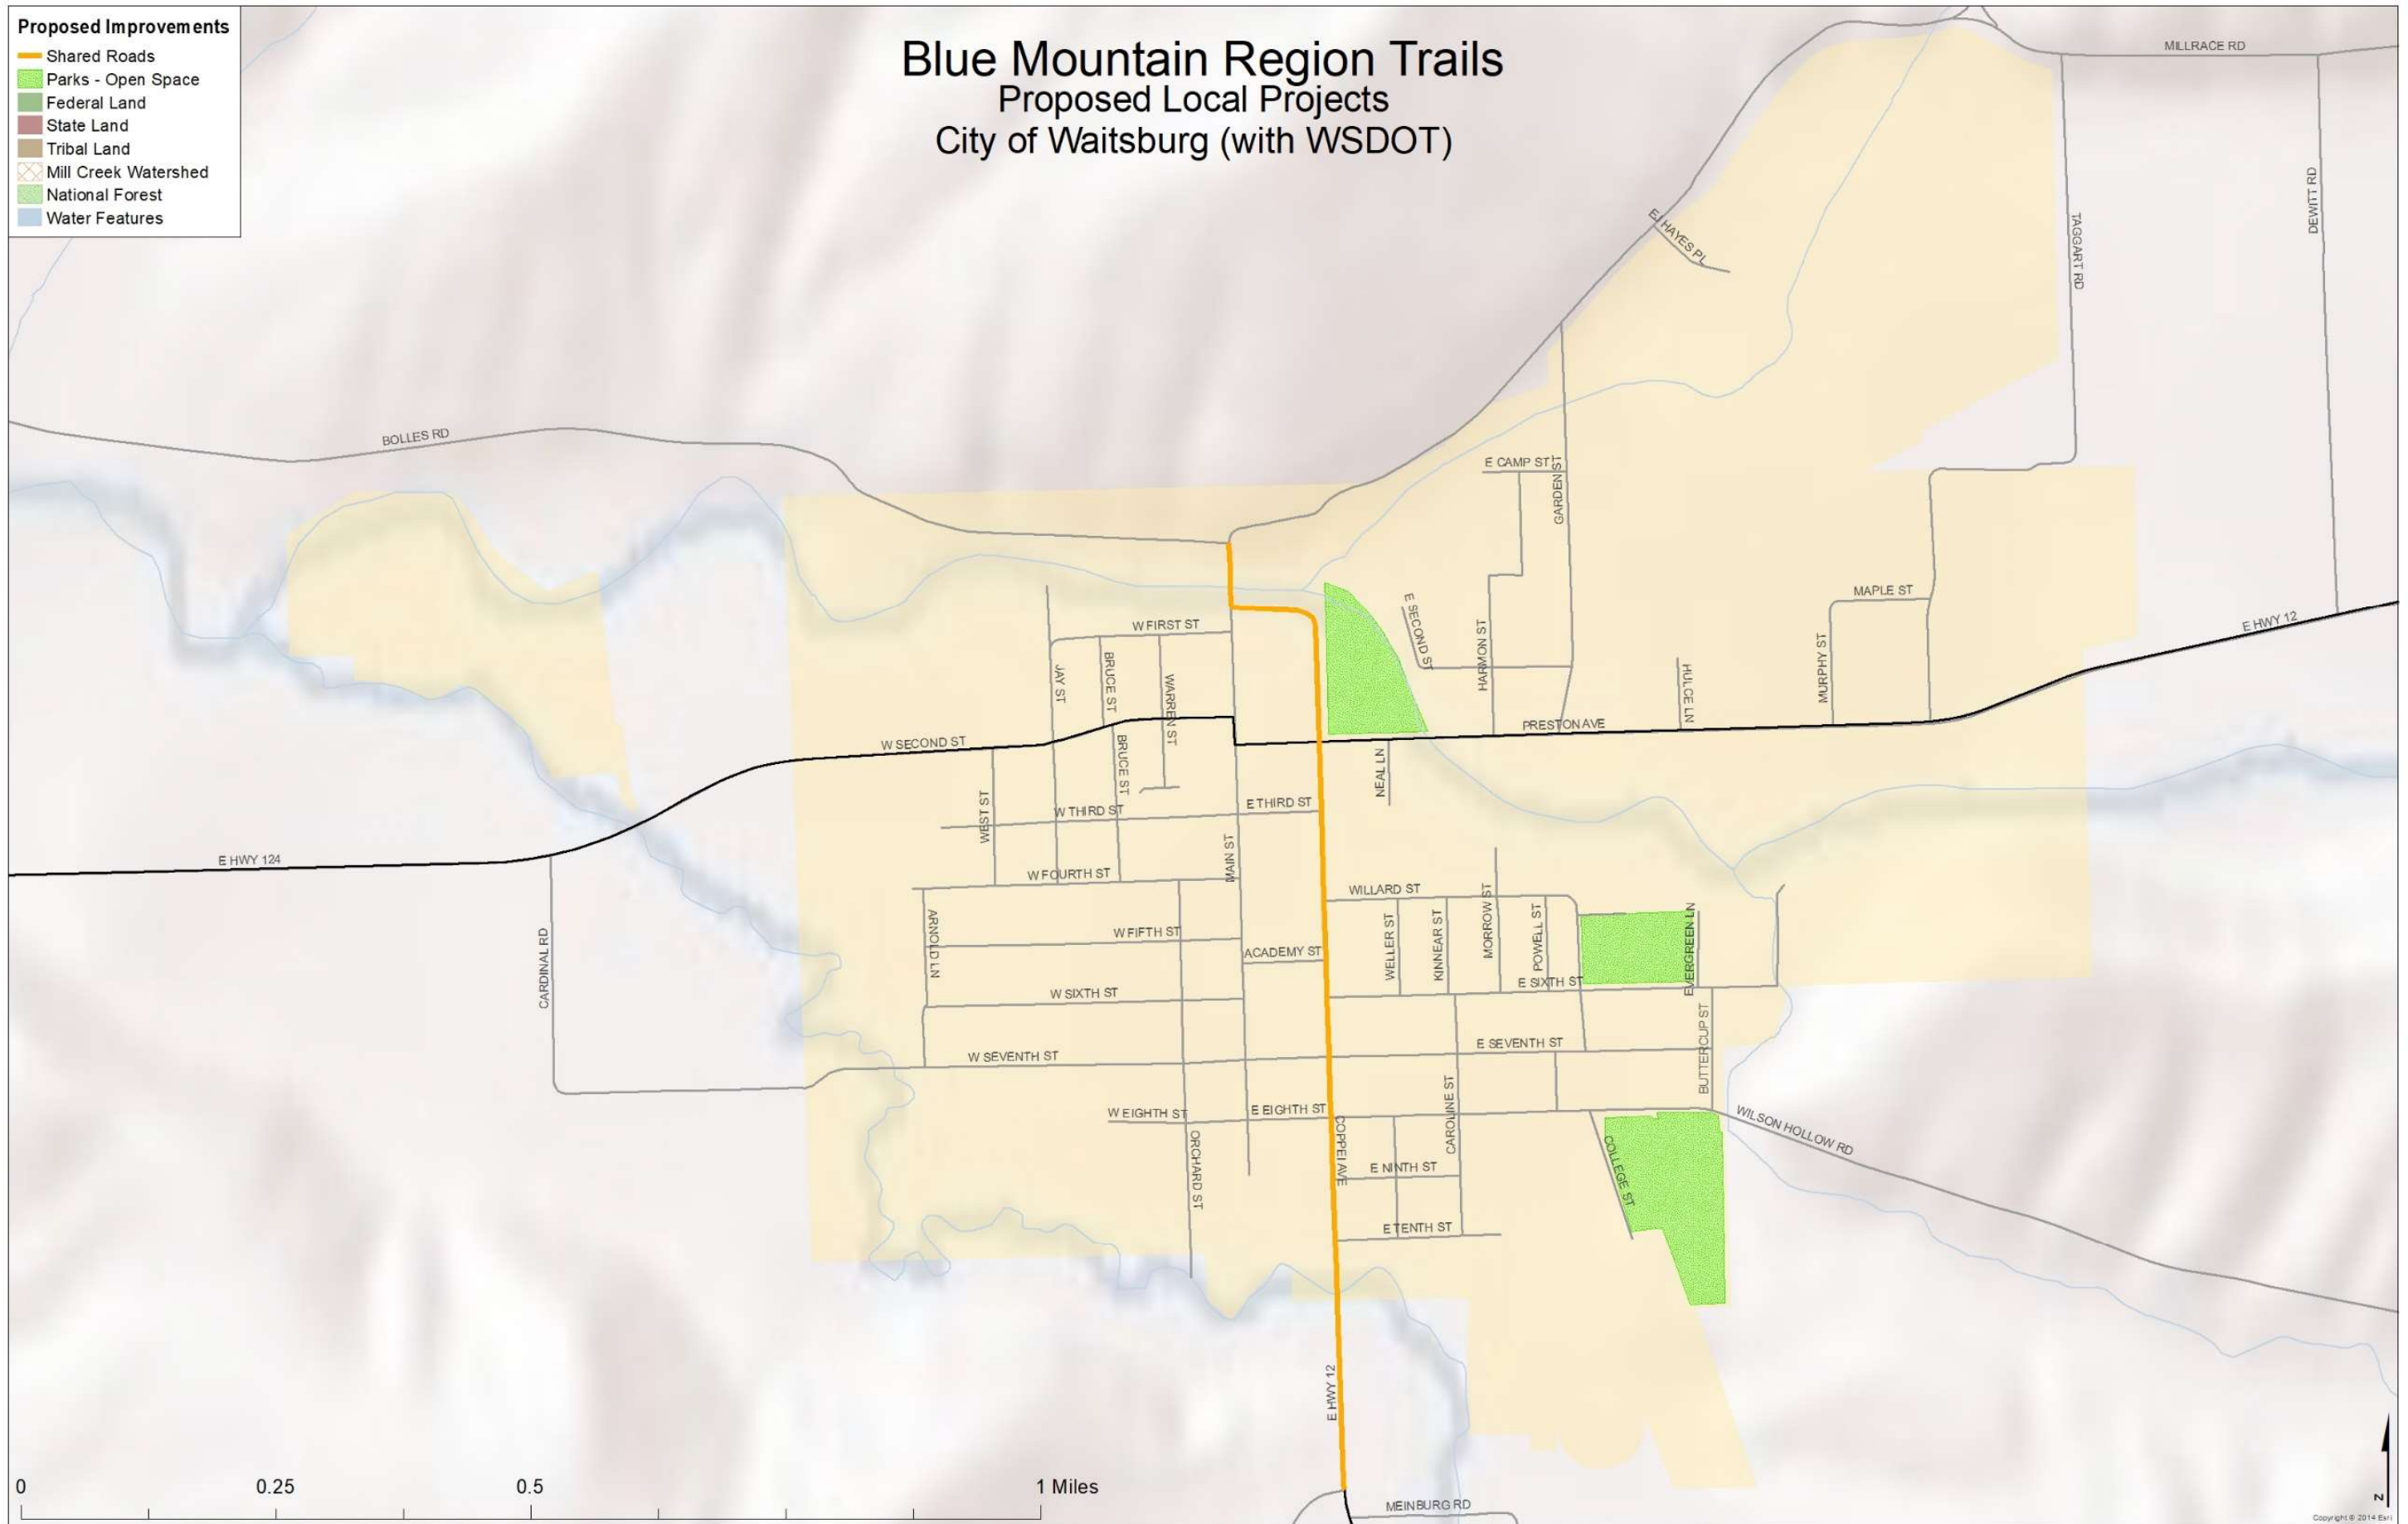 Proposed Improvements
Shared Roads
Parks - Open Space
Federal Land
State Land
Tribal Land
Mill Creek Watershed
National Forest
Water Features
Blue Mountain Region Trails
Proposed Local Projects
City of Waitsburg (with WSDOT)
MILLRACE RD
DEWITT RD
TAGGART RD
EJ HAYES PL
BOLLES RD
E CAMP ST
GARDEN ST
MAPLE ST
E HWY 12
W FIRST ST
E SECOND ST
HARMON ST
MURPHY ST
HULCE LN
JAY ST
BRUCE ST
WARREN ST
PRESTON AVE
W SECOND ST
BRUCE ST
NEAL LN
WEST ST
W THIRD ST
E THIRD ST
MAIN ST
E HWY 124
W FOURTH ST
WILLARD ST
ARNOLD LN
W FIFTH ST
ACADEMY ST
WELLER ST
KINNEAR ST
MORROW ST
POWELL ST
EVERGREEN LN
CARDINAL RD
W SIXTH ST
E SIXTH ST
BUTTERCUP ST
W SEVENTH ST
E SEVENTH ST
W EIGHTH ST
E EIGHTH ST
COPPEI AVE
CAROLINE ST
WILSON HOLLOW RD
ORCHARD ST
E NINTH ST
COLLEGE ST
E TENTH ST
E HWY 12
MEINBURG RD
0 0.25 0.5 1 Miles
N
Copyright © 2014 Esri